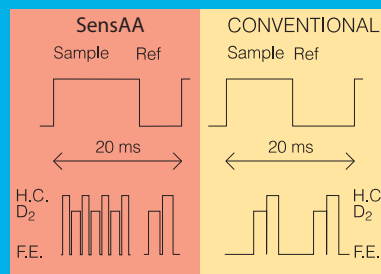 SensAA
Sample Ref
20 ms
H.C.
D₂
F.E.
CONVENTIONAL
Sample Ref
20 ms
H.C.
D₂
F.E.